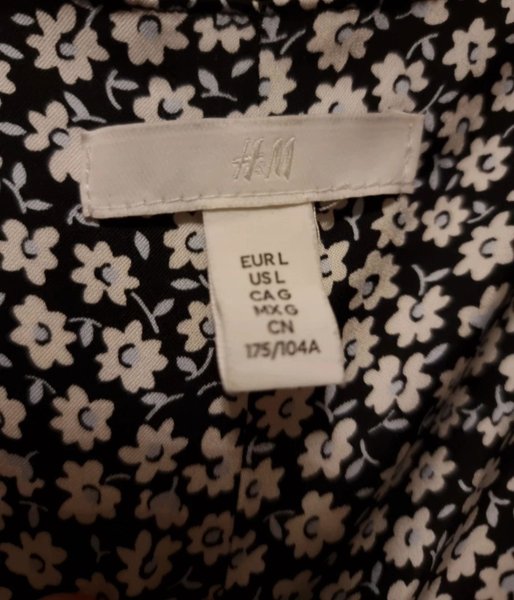 H&M
EUR L
US L
CA G
MX G
CN
175/104A